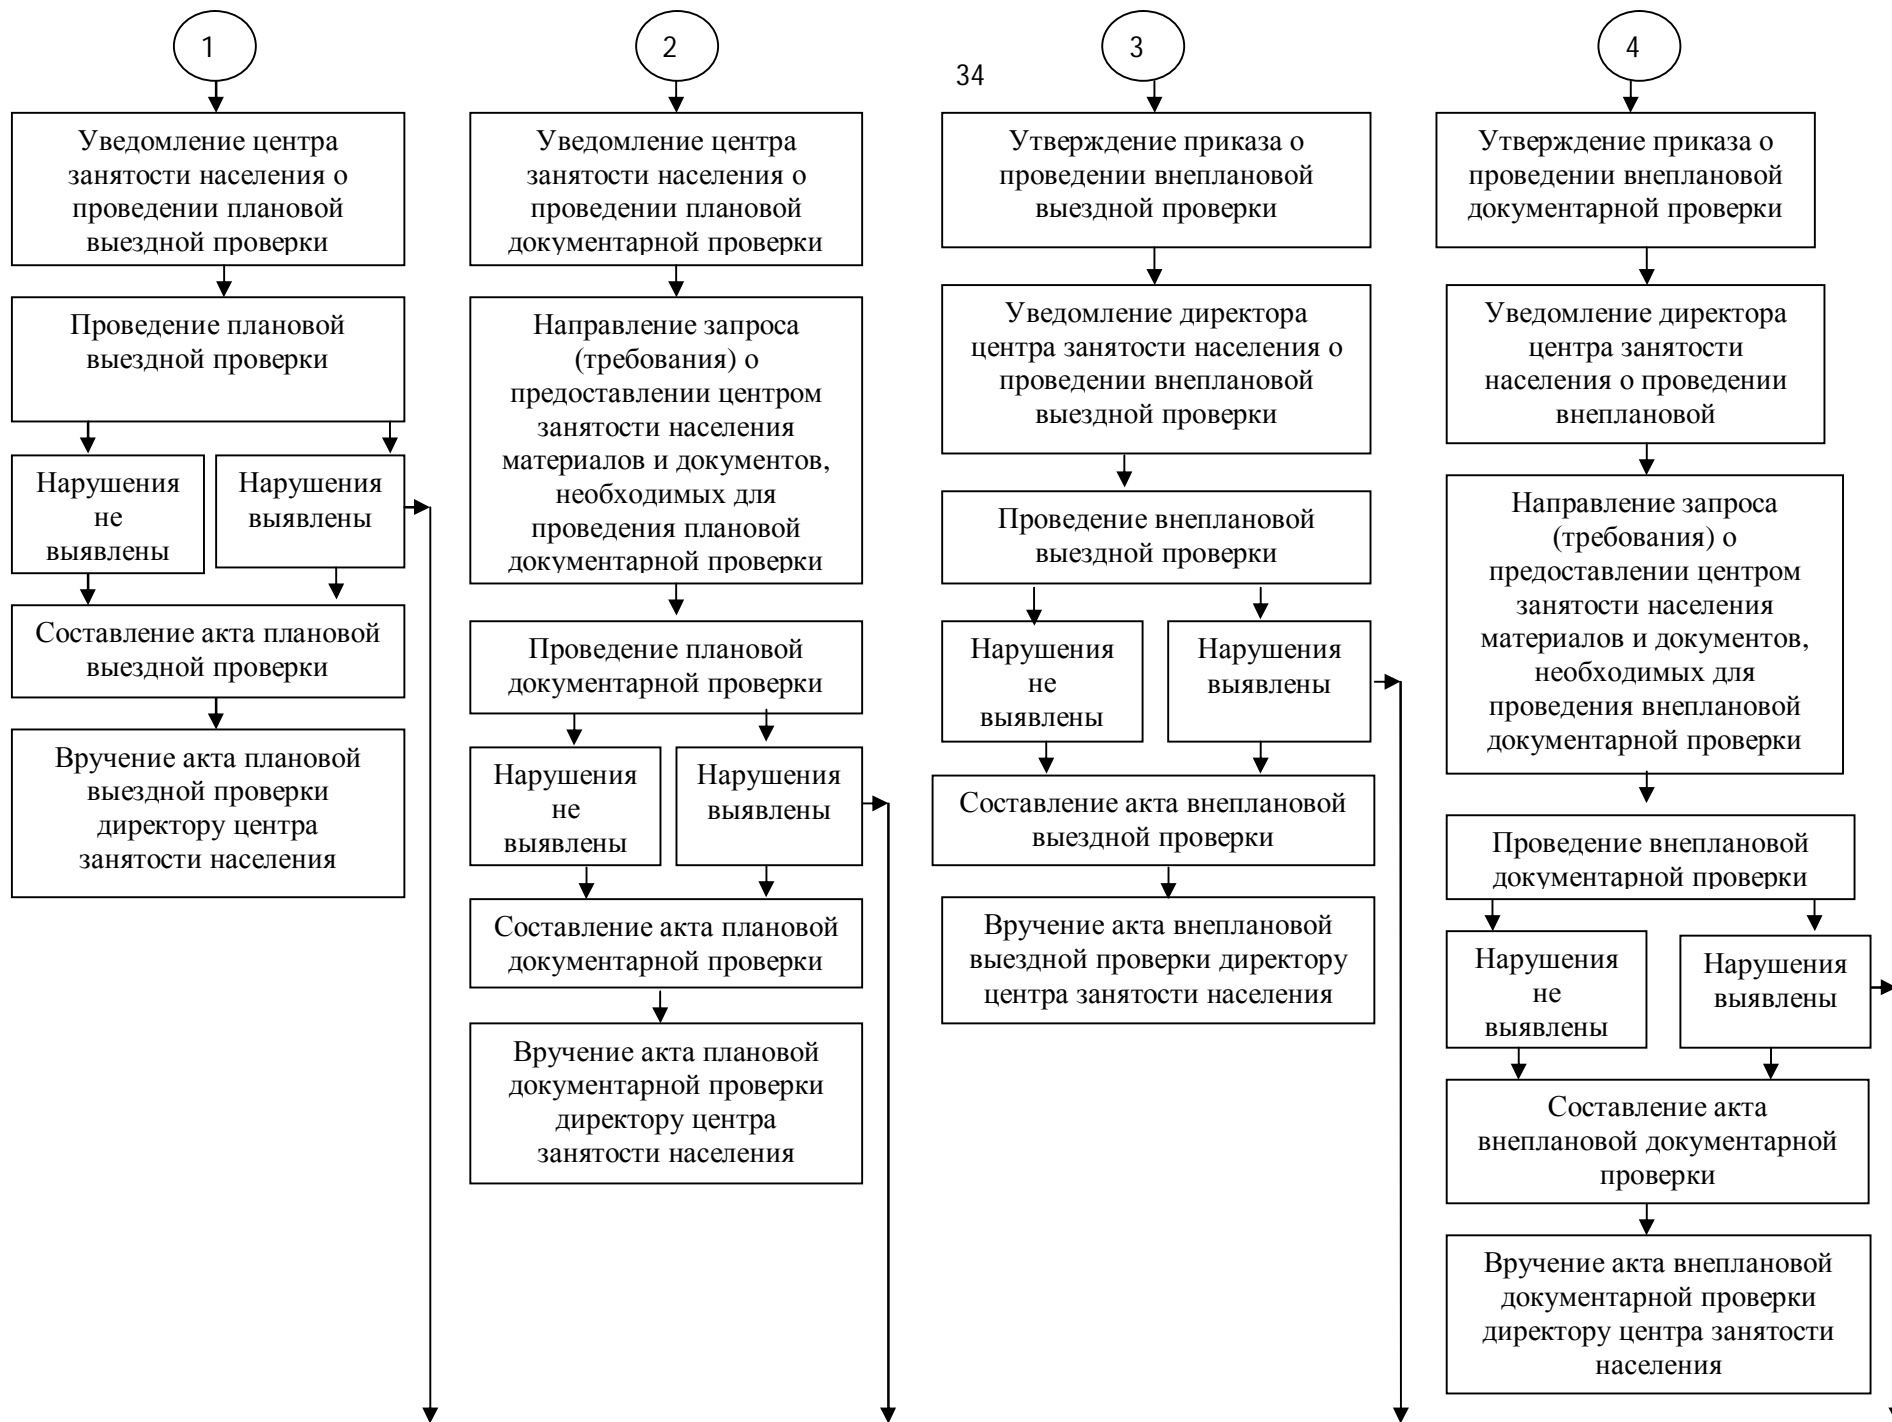 1
2
3
4
34
Уведомление центра
занятости населения о
проведении плановой
выездной проверки
Проведение плановой
выездной проверки
Нарушения
не
выявлены
Нарушения
выявлены
Составление акта плановой
выездной проверки
Вручение акта плановой
выездной проверки
директору центра
занятости населения
Уведомление центра
занятости населения о
проведении плановой
документарной проверки
Направление запроса
(требования) о
предоставлении центром
занятости населения
материалов и документов,
необходимых для
проведения плановой
документарной проверки
Проведение плановой
документарной проверки
Нарушения
не
выявлены
Нарушения
выявлены
Составление акта плановой
документарной проверки
Вручение акта плановой
документарной проверки
директору центра
занятости населения
Утверждение приказа о
проведении внеплановой
выездной проверки
Уведомление директора
центра занятости населения о
проведении внеплановой
выездной проверки
Проведение внеплановой
выездной проверки
Нарушения
не
выявлены
Нарушения
выявлены
Составление акта внеплановой
выездной проверки
Вручение акта внеплановой
выездной проверки директору
центра занятости населения
Утверждение приказа о
проведении внеплановой
документарной проверки
Уведомление директора
центра занятости
населения о проведении
внеплановой
Направление запроса
(требования) о
предоставлении центром
занятости населения
материалов и документов,
необходимых для
проведения внеплановой
документарной проверки
Проведение внеплановой
документарной проверки
Нарушения
не
выявлены
Нарушения
выявлены
Составление акта
внеплановой документарной
проверки
Вручение акта внеплановой
документарной проверки
директору центра занятости
населения